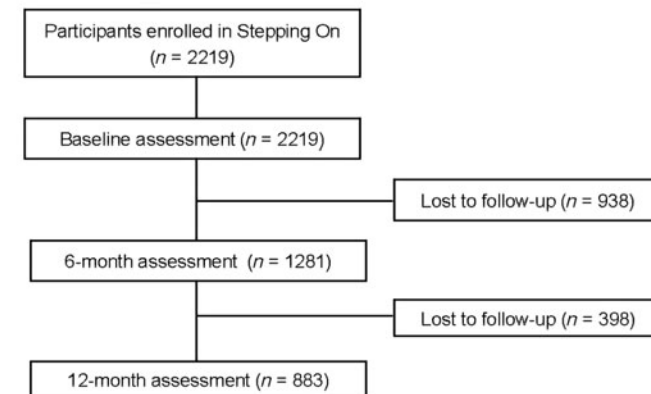 Participants enrolled in Stepping On
(n = 2219)
Baseline assessment (n = 2219)
Lost to follow-up (n = 938)
6-month assessment (n = 1281)
Lost to follow-up (n = 398)
12-month assessment (n = 883)